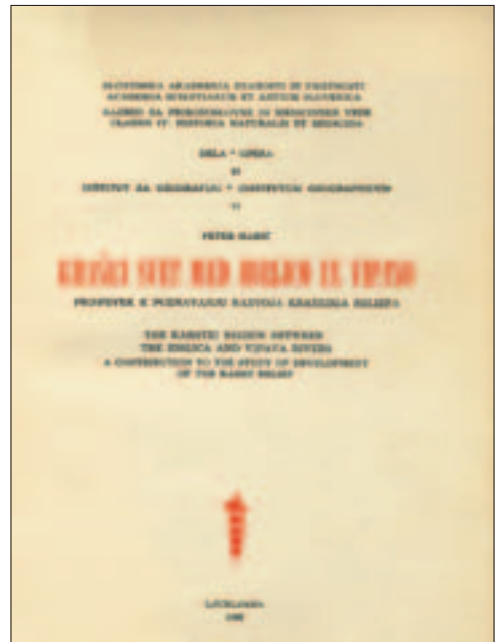 SLOVENSKA AKADEMIJA ZNANOSTI IN UMETNOSTI
ACADEMIA SCIENTIARUM ET ARTIUM SLOVENICA
RAZRED ZA PRIRODOSLOVNE IN MEDICINSKE VEDE
CLASSIS IV: HISTORIA NATURALIS ET MEDICINA
DELA — OPERA
INŠTITUT ZA GEOGRAFIJO — INSTITUTUM GEOGRAPHICUM
PETER HABIČ
KRAŠKI SVET MED IDRIJCO IN VIPAVO
PRISPEVEK K POZNAVANJU RAZVOJA KRAŠKEGA RELIEFA
THE KARSTIC REGION BETWEEN
THE IDRIJCA AND VIPAVA RIVERS
A CONTRIBUTION TO THE STUDY OF DEVELOPMENT
OF THE KARST RELIEF
LJUBLJANA